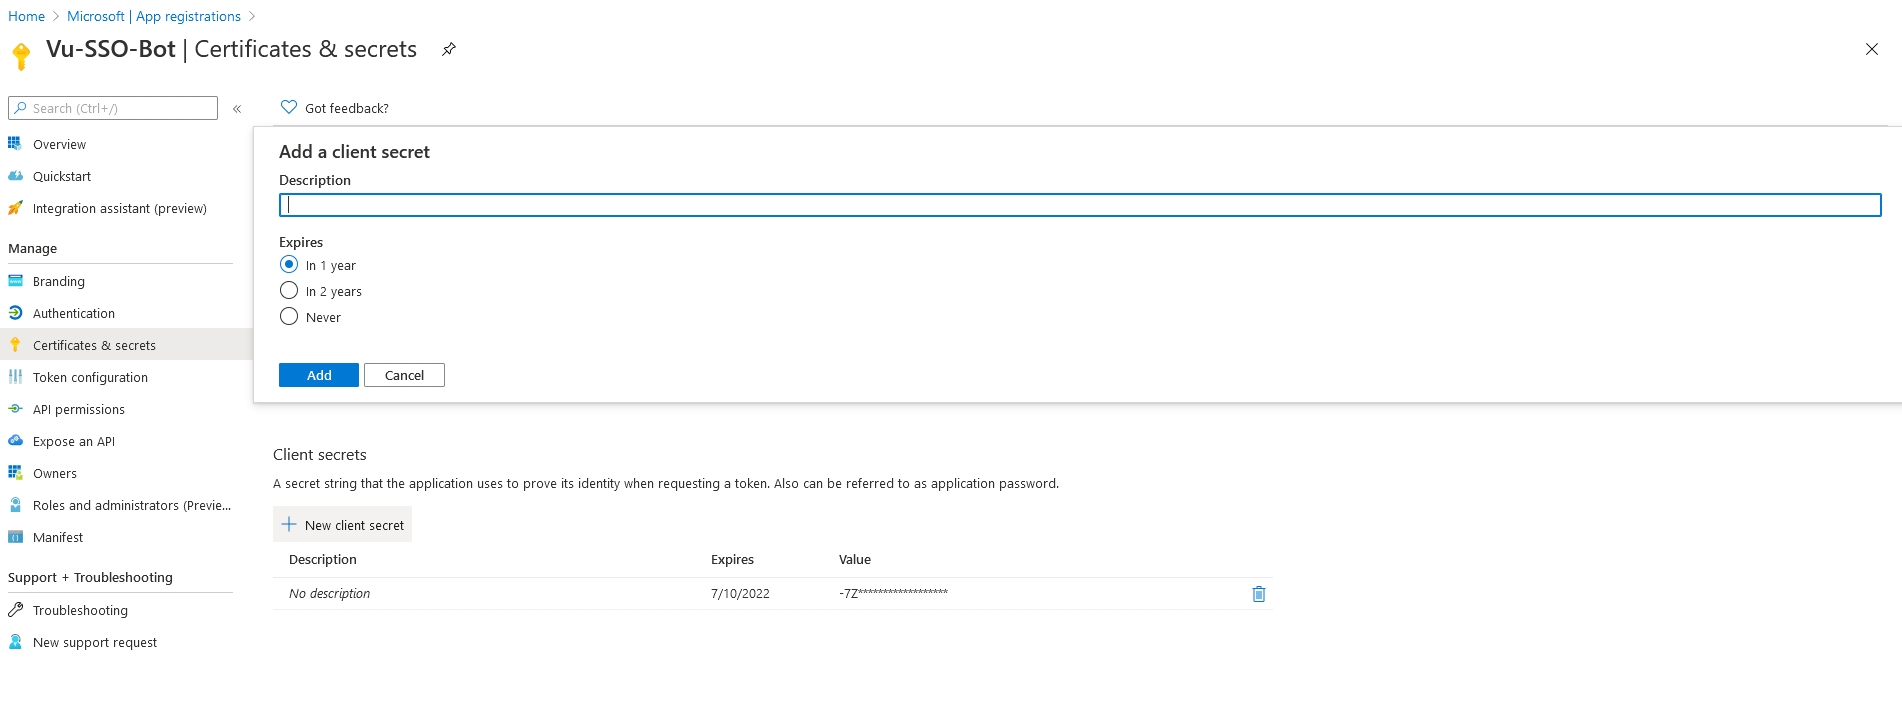 Home > Microsoft | App registrations >
Vu-SSO-Bot | Certificates & secrets
Search (Ctrl+/)
«
Got feedback?
Overview
Quickstart
Integration assistant (preview)
Manage
Branding
Authentication
Certificates & secrets
Token configuration
API permissions
Expose an API
Owners
Roles and administrators (Previe...
Manifest
Support + Troubleshooting
Troubleshooting
New support request
Add a client secret
Description
Expires
In 1 year
In 2 years
Never
Add Cancel
Client secrets
A secret string that the application uses to prove its identity when requesting a token. Also can be referred to as application password.
New client secret
Description Expires Value
No description 7/10/2022 -7Z******************